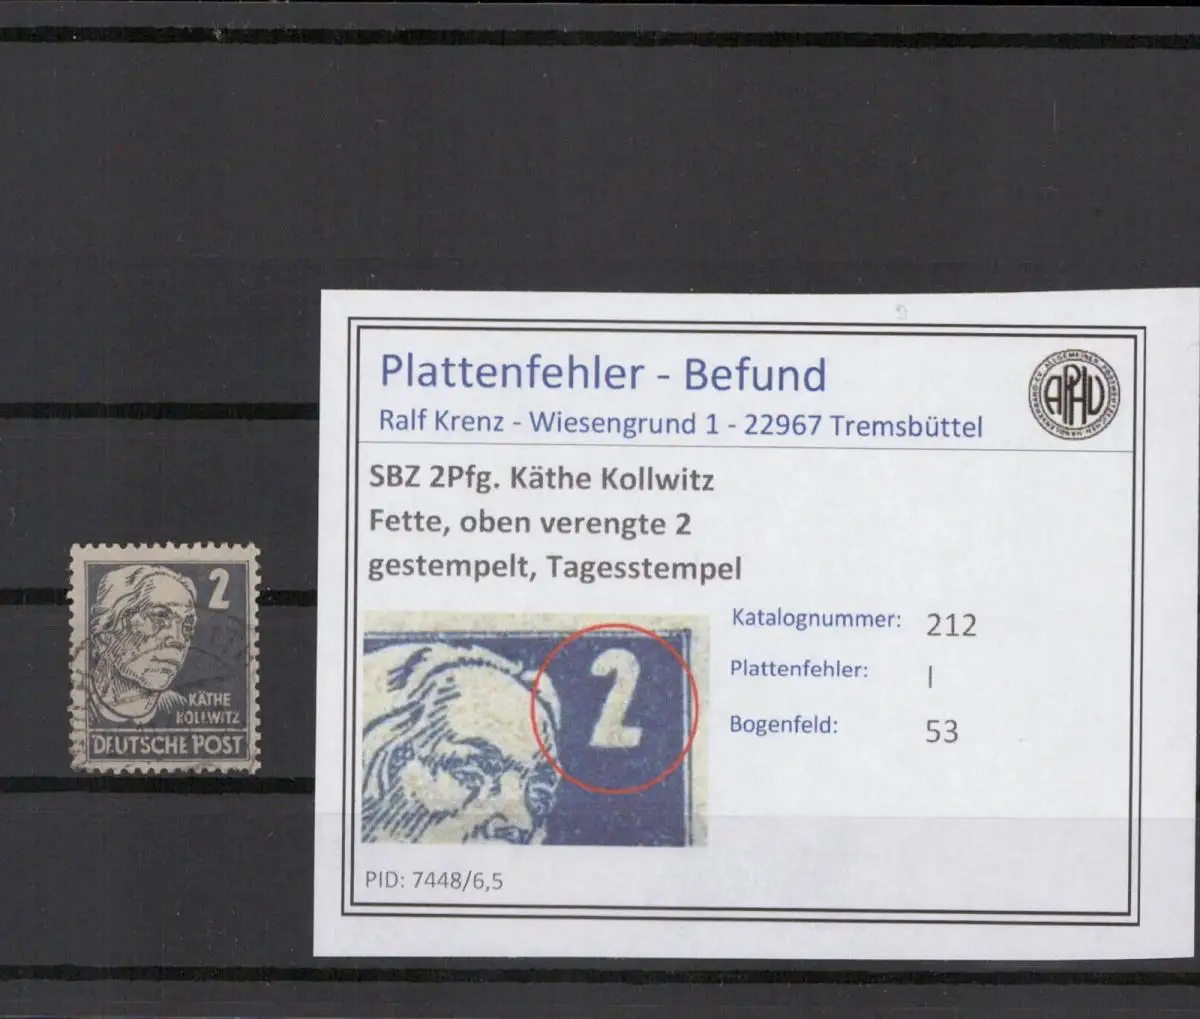 2
KÄTHE
KOLLWITZ
DEUTSCHE POST
Plattenfehler - Befund
Ralf Krenz - Wiesengrund 1 - 22967 Tremsbüttel
APHV
SBZ 2Pfg. Käthe Kollwitz
Fette, oben verengte 2
gestempelt, Tagesstempel
2
Katalognummer: 212
Plattenfehler: I
Bogenfeld: 53
PID: 7448/6,5